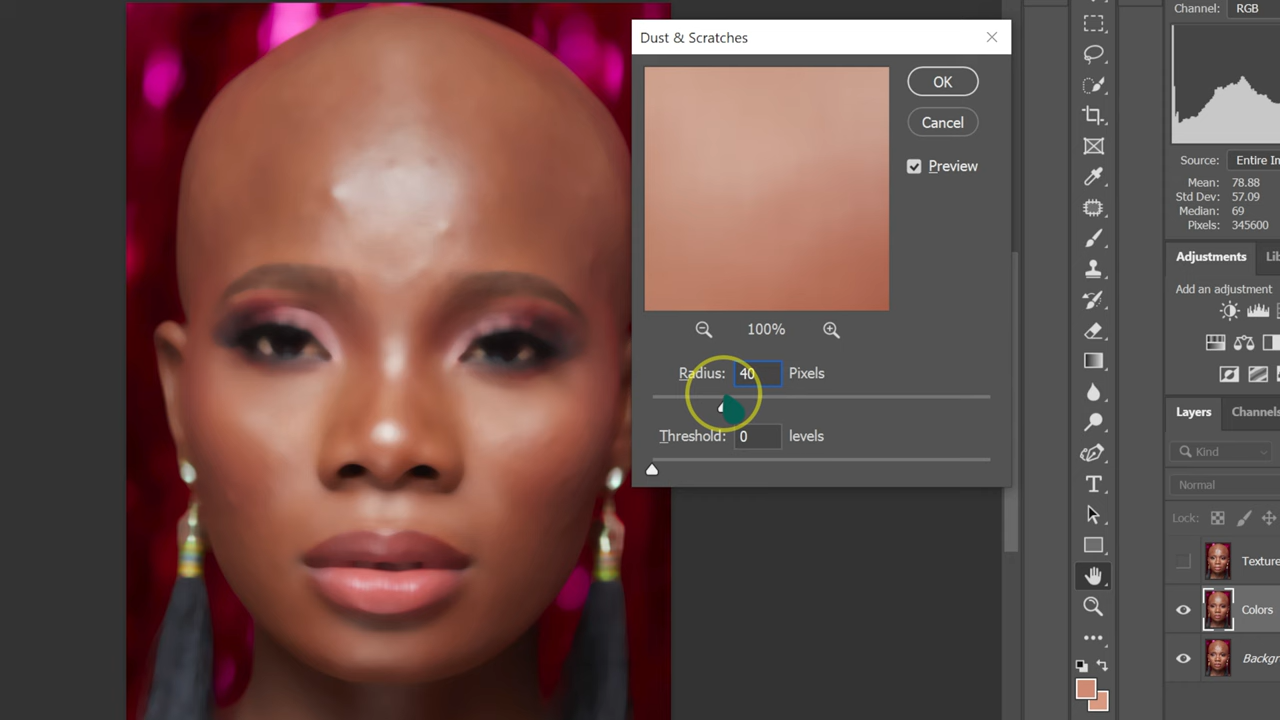 Dust & Scratches
OK
Cancel
Preview
100%
Radius: 40 Pixels
Threshold: 0 levels
Channel: RGB
Source: Entire Im
Mean: 78.88
Std Dev: 57.09
Median: 69
Pixels: 345600
Adjustments Lib
Add an adjustment
Layers Channels
Kind
Normal
Lock:
Texture
Colors
Backgr